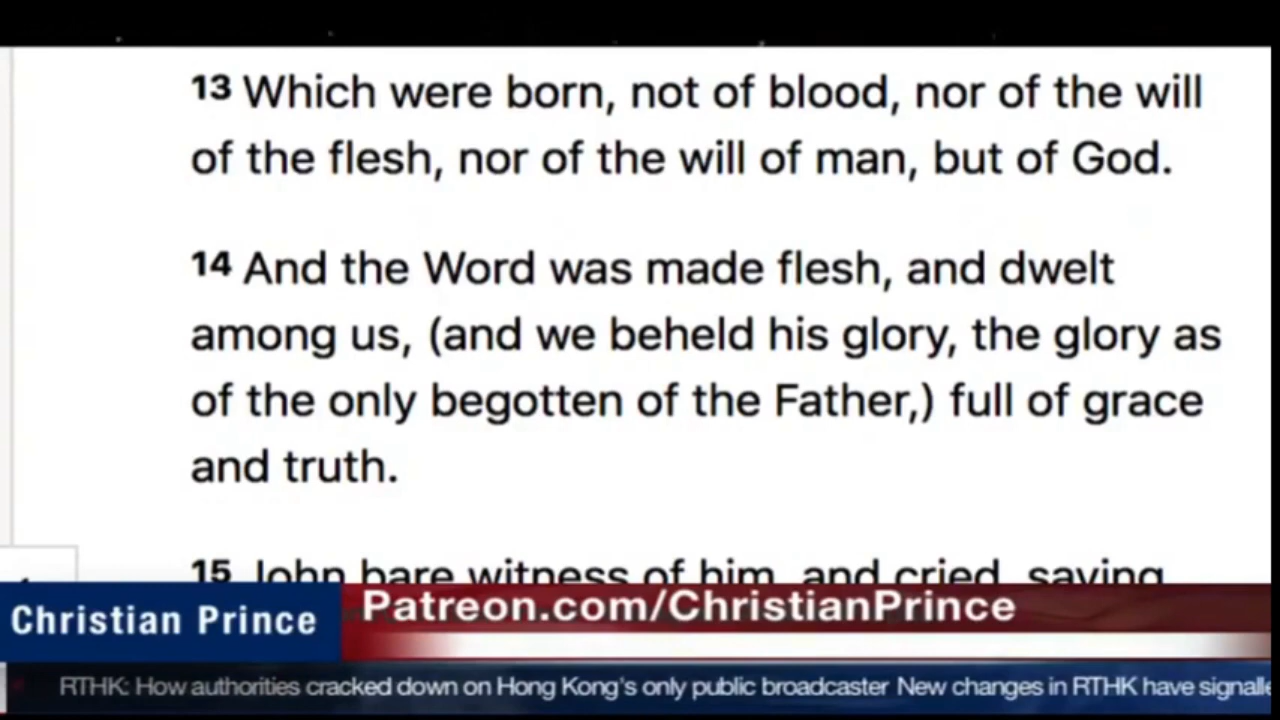 13 Which were born, not of blood, nor of the will
of the flesh, nor of the will of man, but of God.
14 And the Word was made flesh, and dwelt
among us, (and we beheld his glory, the glory as
of the only begotten of the Father,) full of grace
and truth.
15 John bare witness of him, and cried, saying,
Christian Prince
Patreon.com/ChristianPrince
RTHK: How authorities cracked down on Hong Kong's only public broadcaster New changes in RTHK have signalle